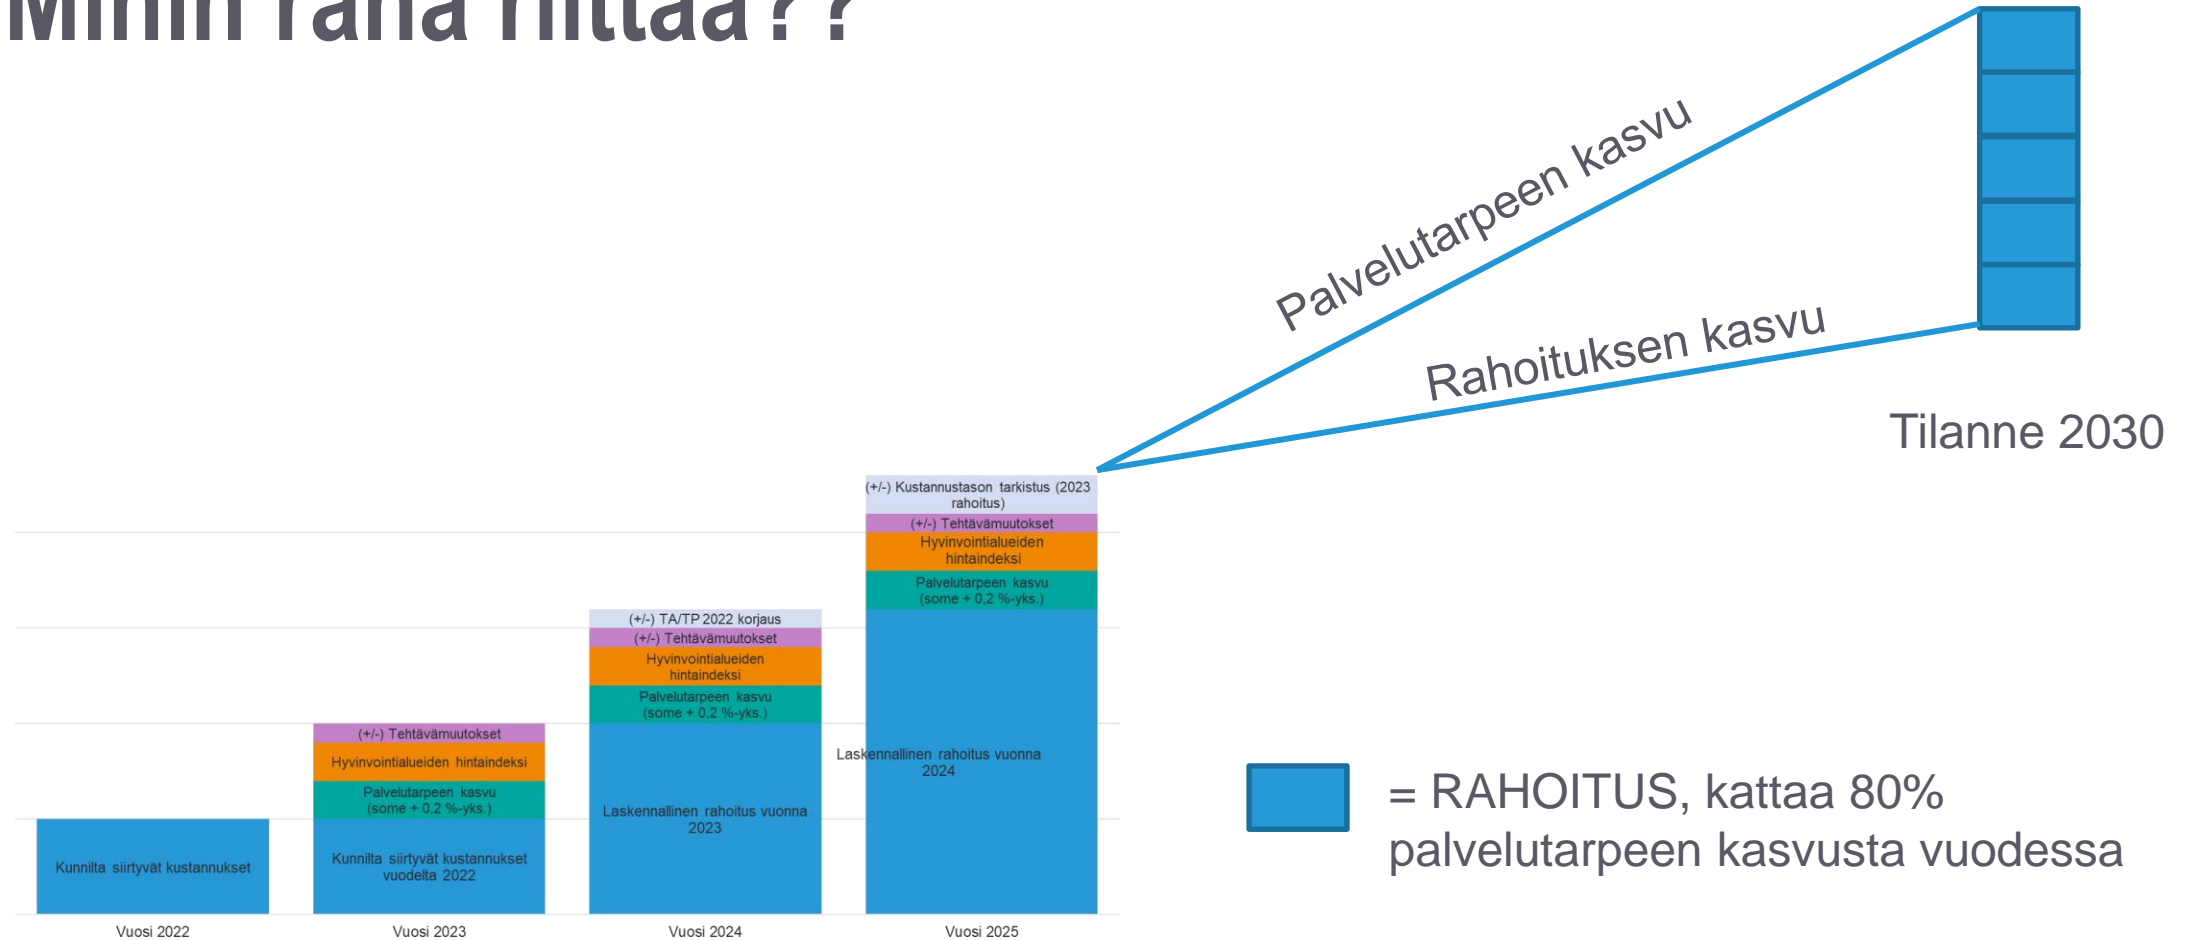 Mihin raha riittää??
Palvelutarpeen kasvu
Rahoituksen kasvu
Tilanne 2030
(+/-) Kustannustason tarkistus (2023
rahoitus)
(+/-) Tehtävämuutokset
Hyvinvointialueiden
hintaindeksi
Palvelutarpeen kasvu
(some + 0,2 %-yks.)
Laskennallinen rahoitus vuonna
2024
(+/-) TA/TP 2022 korjaus
(+/-) Tehtävämuutokset
Hyvinvointialueiden
hintaindeksi
Palvelutarpeen kasvu
(some + 0,2 %-yks.)
Laskennallinen rahoitus vuonna
2023
(+/-) Tehtävämuutokset
Hyvinvointialueiden hintaindeksi
Palvelutarpeen kasvu
(some + 0,2 %-yks.)
Kunnilta siirtyvät kustannukset
vuodelta 2022
Kunnilta siirtyvät kustannukset
Vuosi 2022
Vuosi 2023
Vuosi 2024
Vuosi 2025
= RAHOITUS, kattaa 80%
palvelutarpeen kasvusta vuodessa